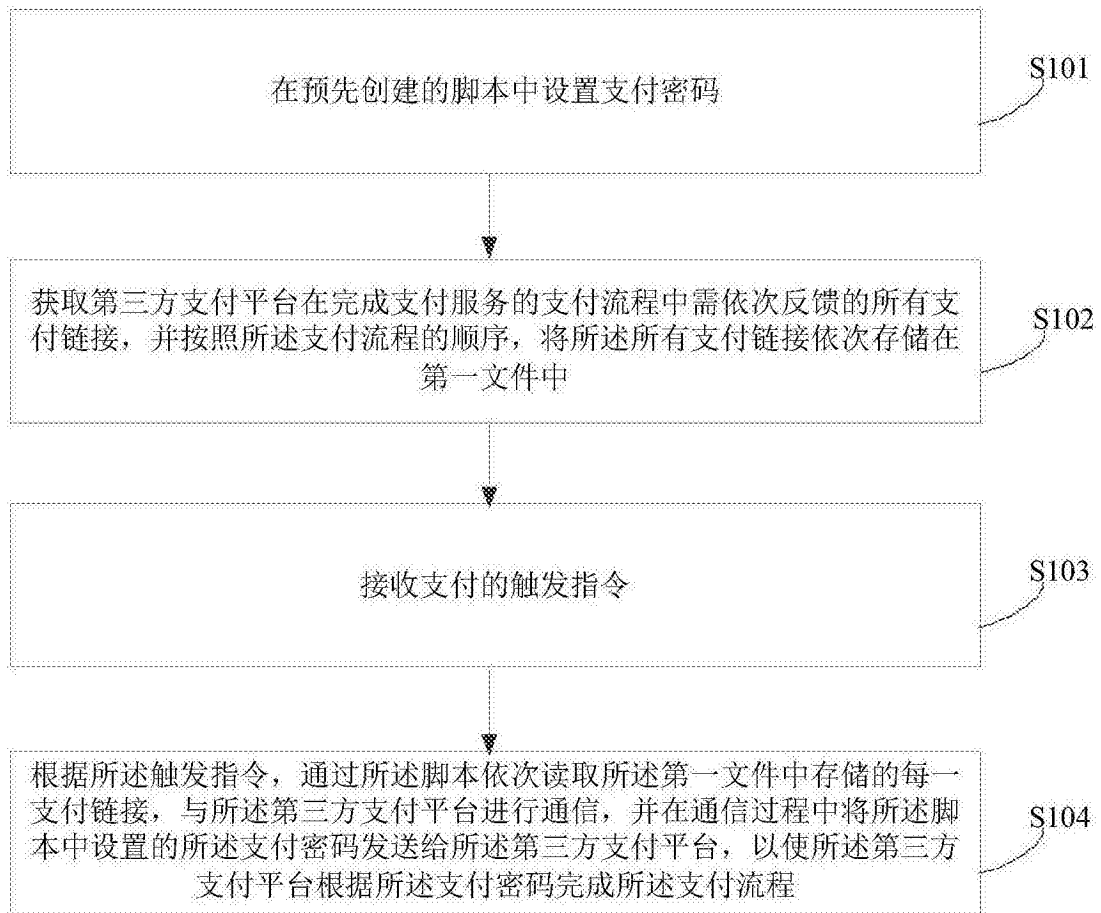 在预先创建的脚本中设置支付密码
S101
获取第三方支付平台在完成支付服务的支付流程中需依次反馈的所有支
付链接，并按照所述支付流程的顺序，将所述所有支付链接依次存储在
第一文件中
S102
接收支付的触发指令
S103
根据所述触发指令，通过所述脚本依次读取所述第一文件中存储的每一
支付链接，与所述第三方支付平台进行通信，并在通信过程中将所述脚
本中设置的所述支付密码发送给所述第三方支付平台，以使所述第三方
支付平台根据所述支付密码完成所述支付流程
S104